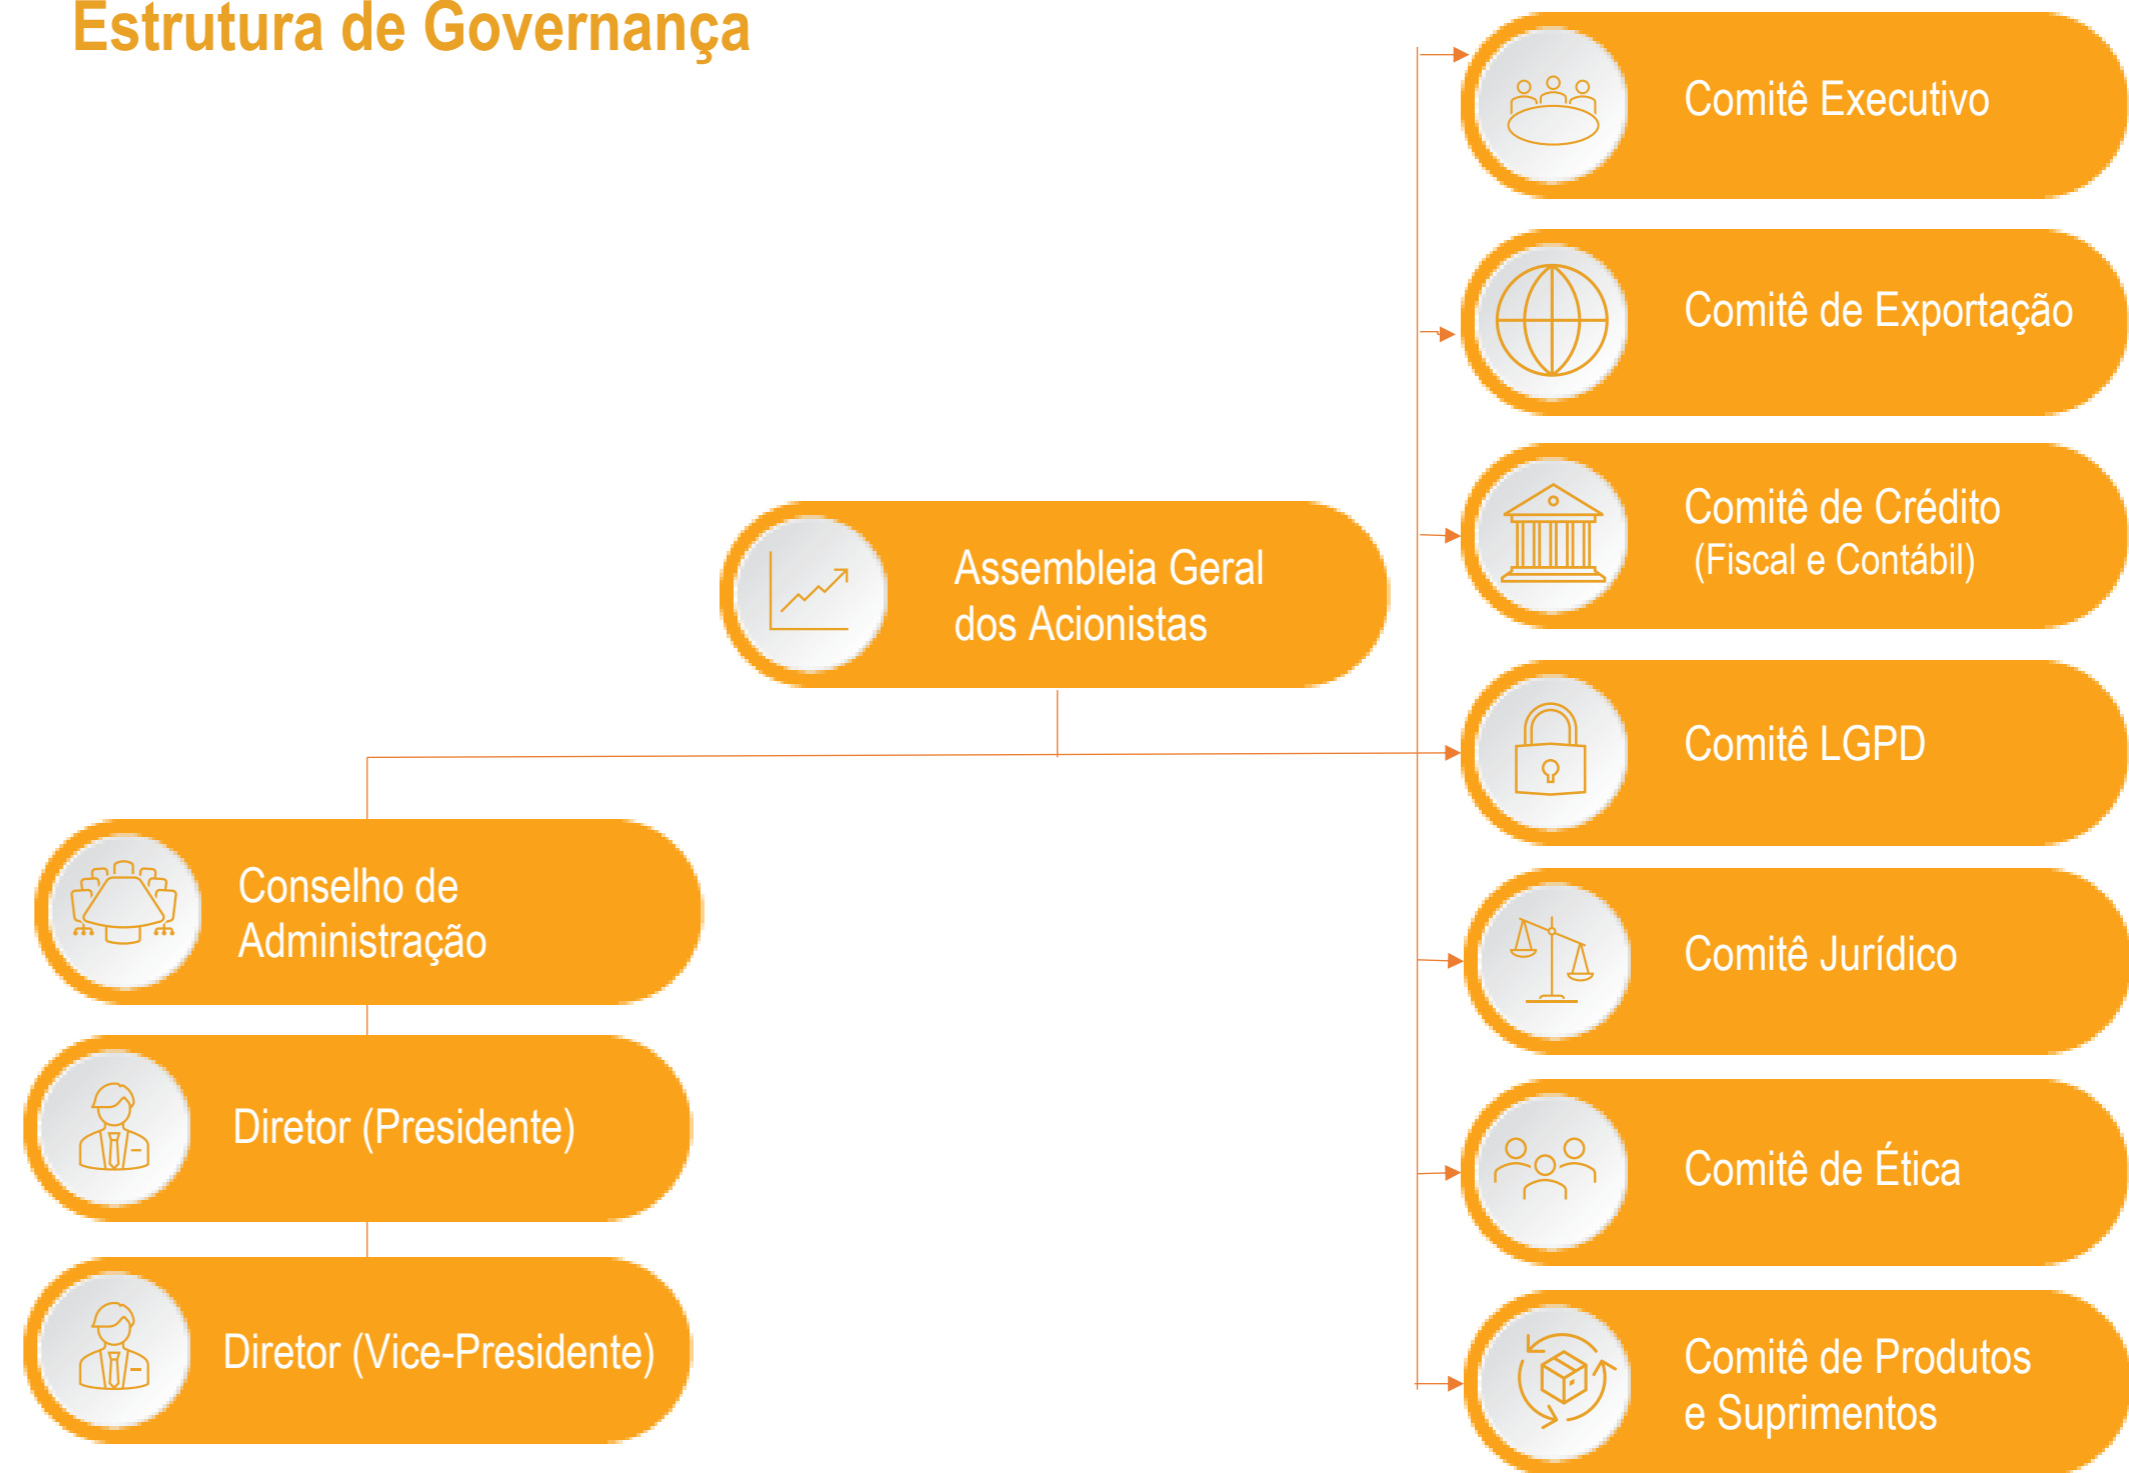 Estrutura de Governança
Comitê Executivo
Comitê de Exportação
Comitê de Crédito
(Fiscal e Contábil)
Assembleia Geral
dos Acionistas
Comitê LGPD
Conselho de
Administração
Comitê Jurídico
Diretor (Presidente)
Comitê de Ética
Diretor (Vice-Presidente)
Comitê de Produtos
e Suprimentos